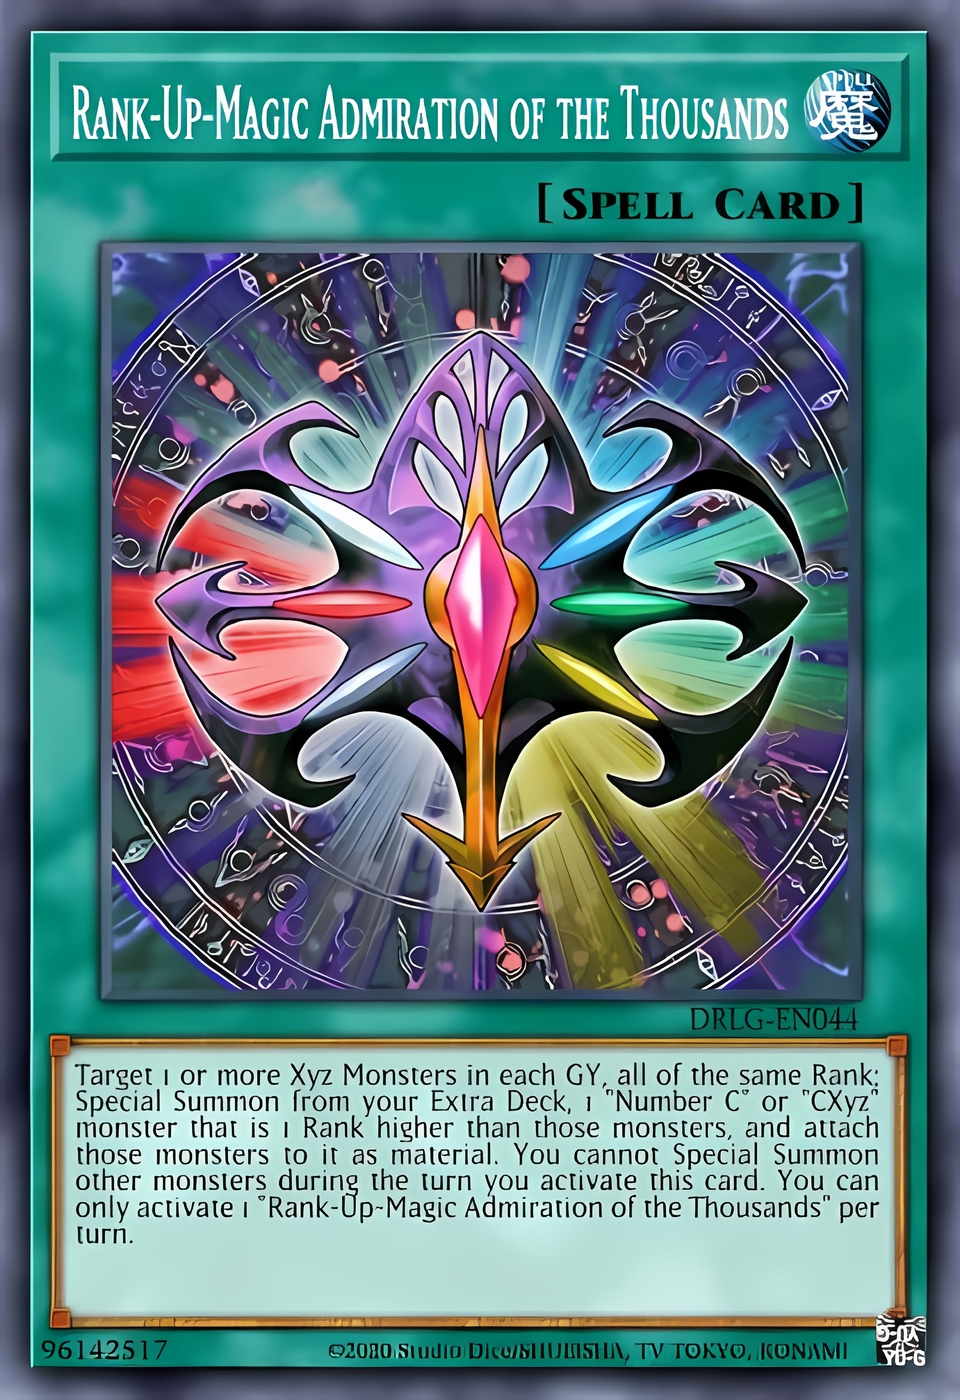 RANK-UP-MAGIC ADMIRATION OF THE THOUSANDS
魔
[SPELL CARD]
DRLG-EN044
Target 1 or more Xyz Monsters in each GY, all of the same Rank;
Special Summon from your Extra Deck, 1 "Number C" or "CXyz"
monster that is 1 Rank higher than those monsters, and attach
those monsters to it as material. You cannot Special Summon
other monsters during the turn you activate this card. You can
only activate 1 "Rank-Up-Magic Admiration of the Thousands" per
turn.
96142517
©2020 Studio Dice/SHUEISHA, TV TOKYO, KONAMI